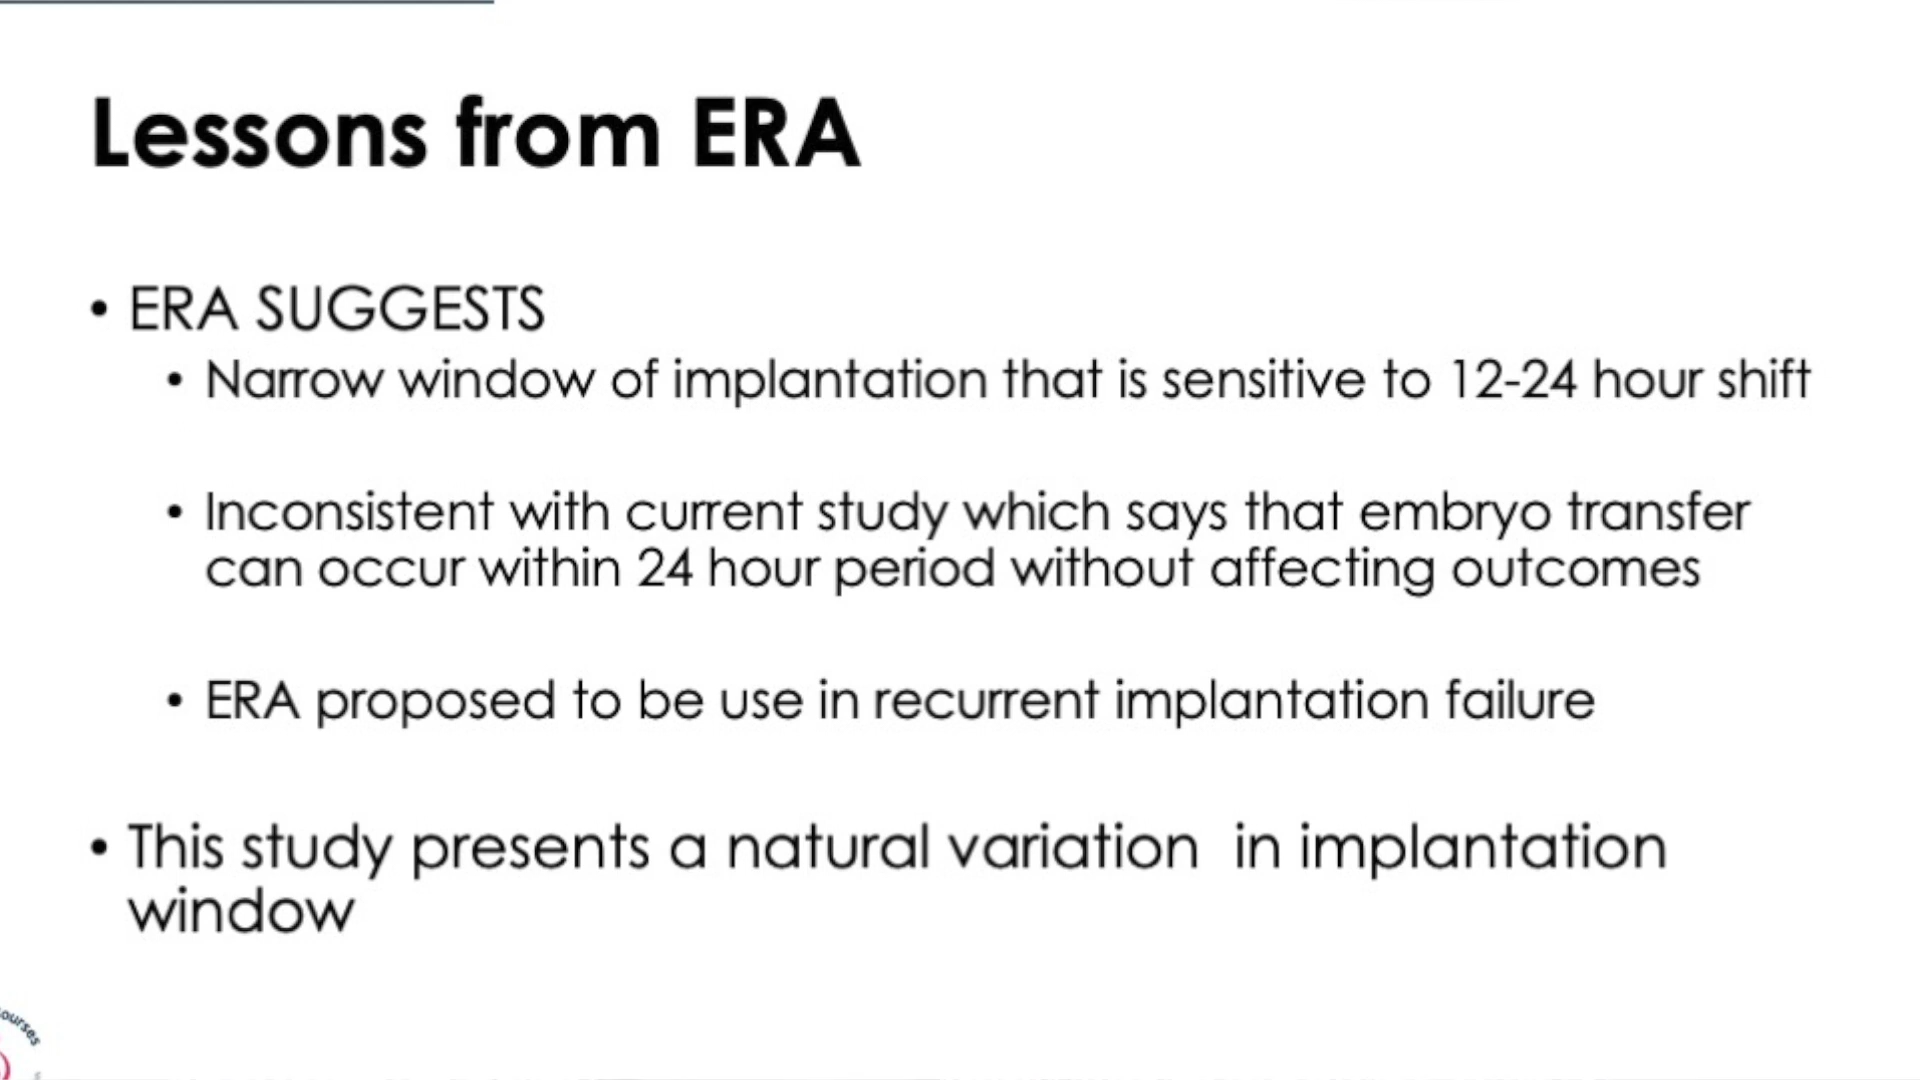 Lessons from ERA
• ERA SUGGESTS
• Narrow window of implantation that is sensitive to 12-24 hour shift
• Inconsistent with current study which says that embryo transfer
can occur within 24 hour period without affecting outcomes
• ERA proposed to be use in recurrent implantation failure
• This study presents a natural variation in implantation
window
ourses